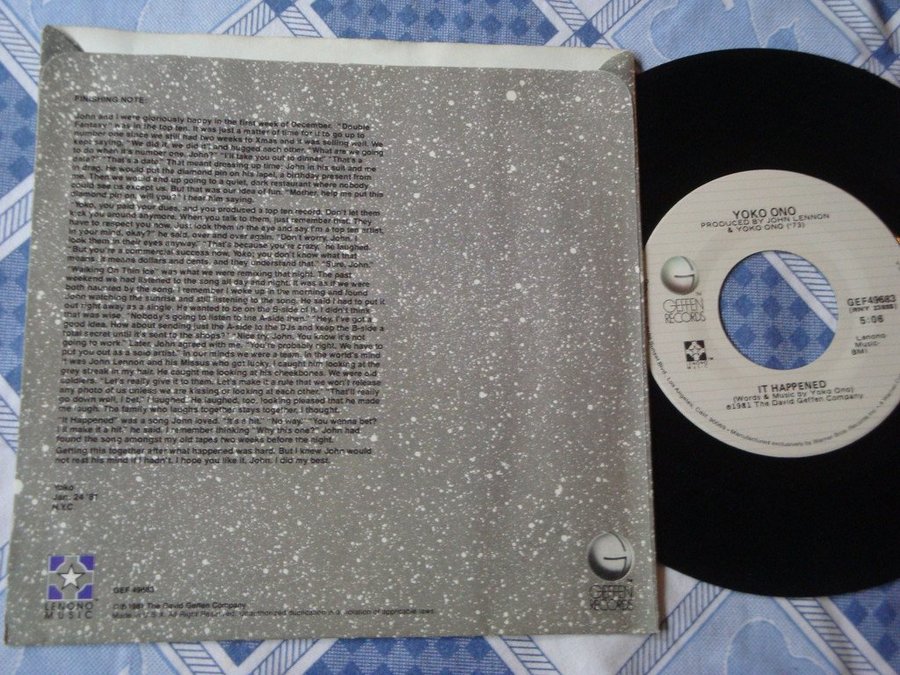 FINISHING NOTE:
John and I were gloriously happy in the first week of December. "Double
Fantasy" was in the top ten. It was just a matter of time for it to go up to
number one since we still had two weeks to Xmas and it was selling well. We
kept saying, "We did it, we did it", and hugged each other. "What are we going
to do when it's number one, John?" "I'll take you out to dinner." "That's a
date?" "That's a date." That meant dressing up time. John in his suit and me
in drag. He would put the diamond pin on his lapel, a birthday present from
me. Then we would end up going to a quiet, dark restaurant where nobody
could see us except us. But that was our idea of fun. "Mother, help me put this
diamond pin on, will you?" I hear him saying.
"Yoko, you paid your dues, and you produced a top ten record. Don't let them
kick you around anymore. When you talk to them, just remember that. They
have to respect you now. Just look them in the eye and say I'm a top ten artist,
in your mind, okay?" he said, over and over again. "Don't worry, John, I
look them in their eyes anyway." "That's because you're crazy," he laughed.
"But you're a commercial success now, Yoko, you don't know what that
means. It means dollars and cents, and they understand that." "Sure, John."
"Walking On Thin Ice" was what we were remixing that night. The past
weekend we had listened to the song all day and night. It was as if we were
both haunted by the song. I remember I woke up in the morning and found
John watching the sunrise and still listening to the song. He said I had to put it
out right away as a single. He wanted to be on the B-side of it. I didn't think
that was wise. "Nobody's going to listen to the A-side then." "Hey, I've got a
good idea. How about sending just the A-side to the DJs and keep the B-side a
total secret until it's sent to the shops?" "Nice try, John. You know it's not
going to work." Later, John agreed with me. "You're probably right. We have to
put you out as a solo artist." In our minds we were a team. In the world's mind
I was John Lennon and his Missus who got lucky. I caught him looking at the
grey streak in my hair. He caught me looking at his cheekbones. We were old
soldiers. "Let's really give it to them. Let's make it a rule that we won't release
any photo of us unless we are kissing or looking at each other." "That'll really
go down well, I bet," I laughed. He laughed, too, looking pleased that he made
me laugh. The family who laughs together stays together, I thought.
"It Happened" was a song John loved. "It's a hit." "No way." "You wanna bet?
I'll make it a hit," he said. I remember thinking "Why this one?" John had
found the song amongst my old tapes two weeks before the night.
Getting this together after what happened was hard. But I knew John would
not rest his mind if I hadn't. I hope you like it, John. I did my best.
Yoko
Jan. 24 '81
N.Y.C
LENONO
MUSIC
GEF 49683
©℗ 1981 The David Geffen Company
Made in U.S.A. All Right Reserved. Unauthorized duplication is a violation of applicable laws.
GEFFEN
RECORDS
YOKO ONO
PRODUCED BY JOHN LENNON
& YOKO ONO ('73)
GEFFEN
RECORDS
GEF49683
5:06
Lenono
Music-
BMI
IT HAPPENED
(Words & Music by Yoko Ono)
℗1981 The David Geffen Company